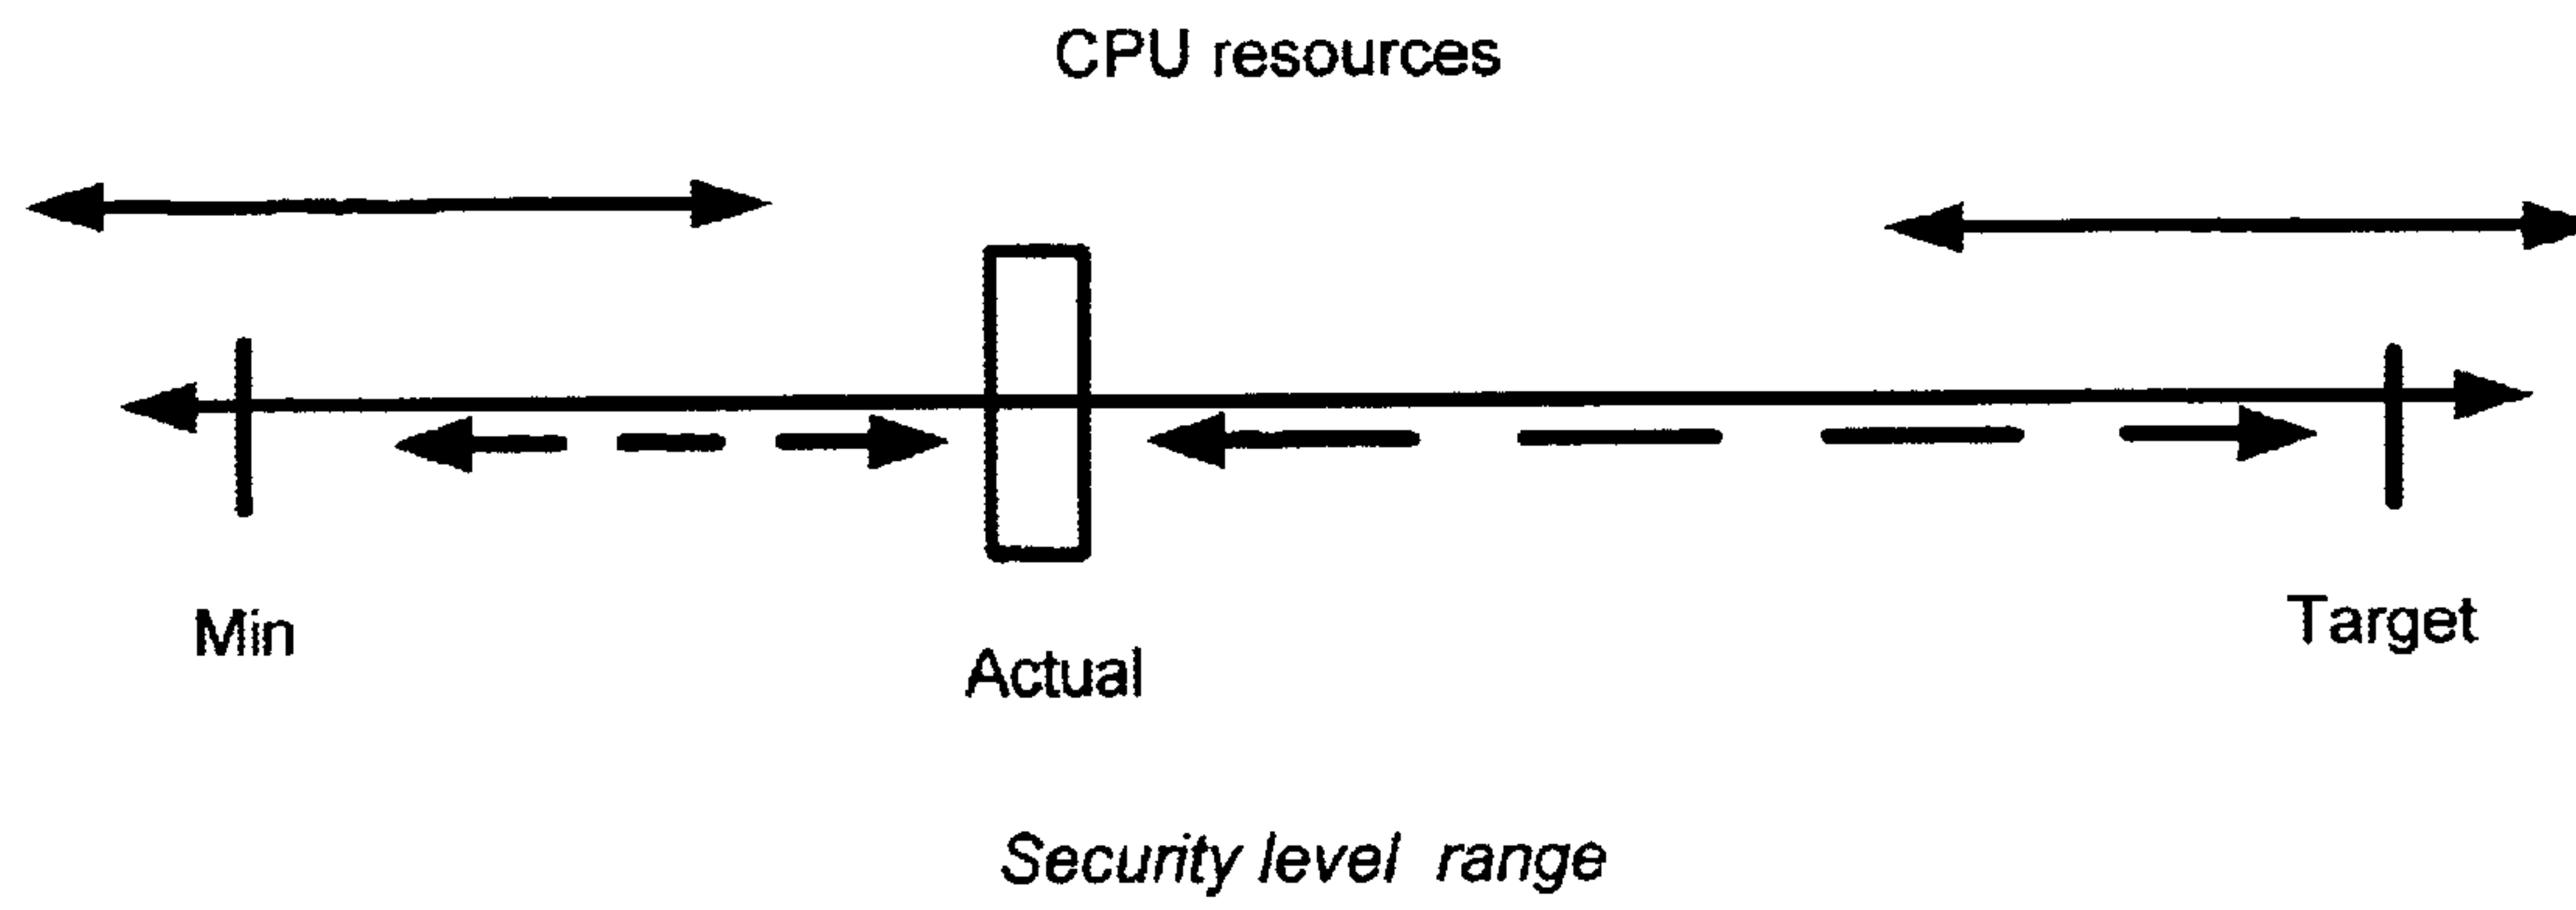 CPU resources
Min
Target
Actual
Security level range